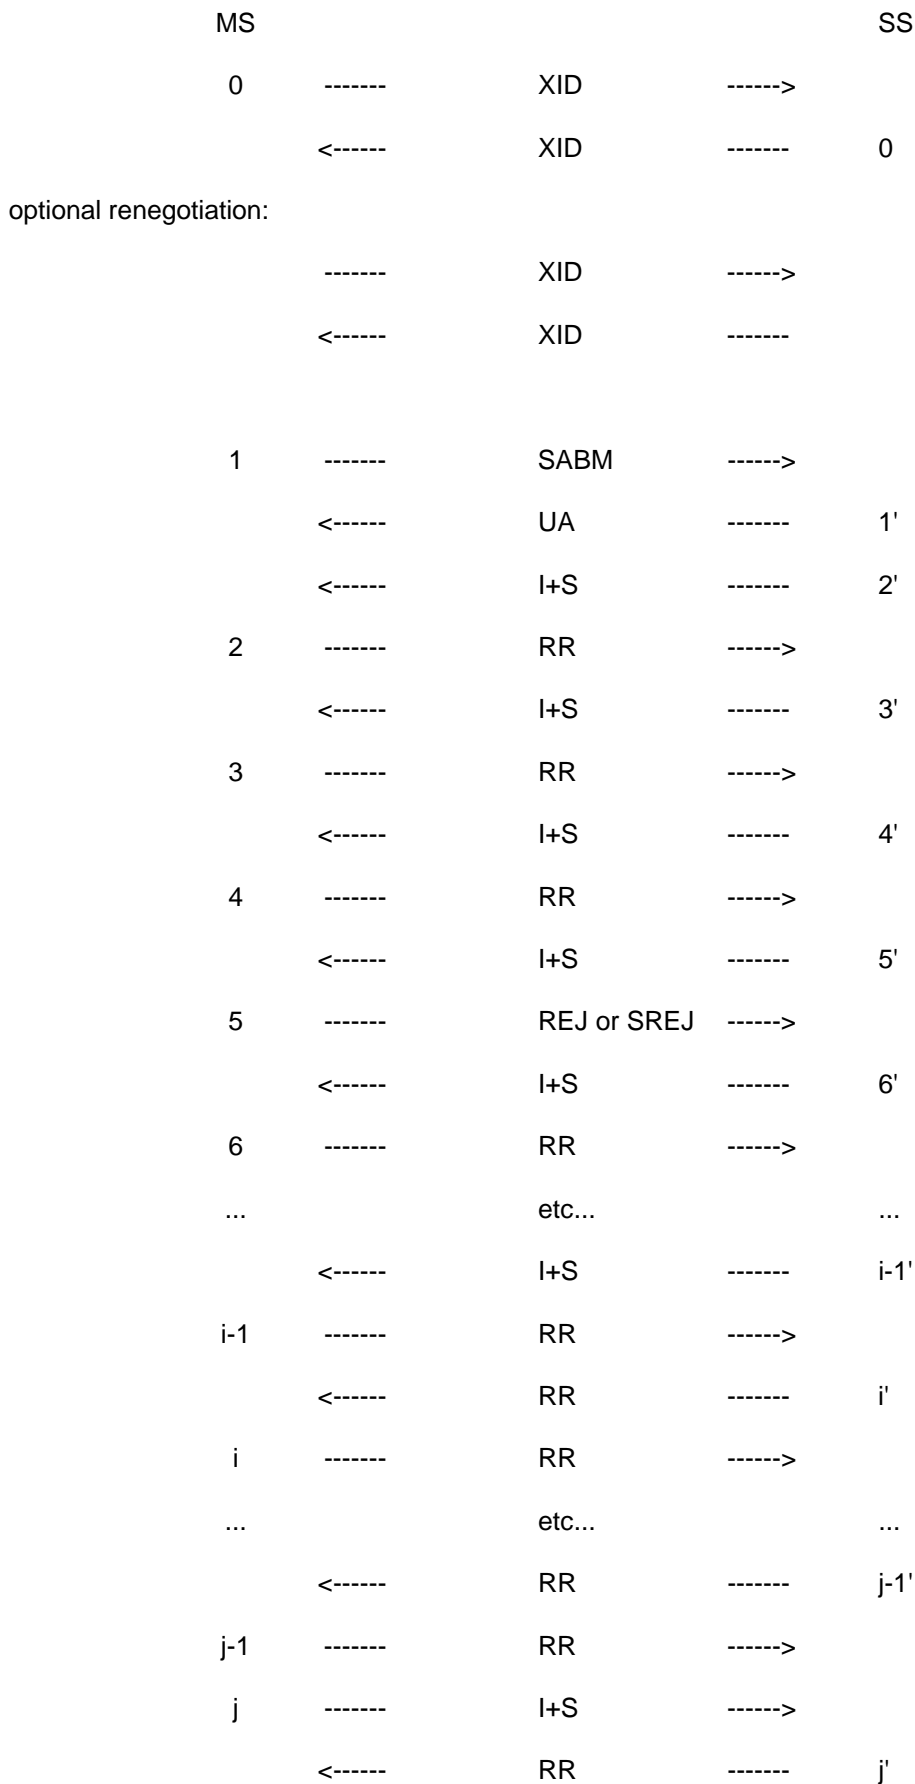 MS SS
0 ------- XID ------>
<------ XID ------- 0
optional renegotiation:
------- XID ------>
<------ XID -------
1 ------- SABM ------>
<------ UA ------- 1'
<------ I+S ------- 2'
2 ------- RR ------>
<------ I+S ------- 3'
3 ------- RR ------>
<------ I+S ------- 4'
4 ------- RR ------>
<------ I+S ------- 5'
5 ------- REJ or SREJ ------>
<------ I+S ------- 6'
6 ------- RR ------>
... etc... ...
<------ I+S ------- i-1'
i-1 ------- RR ------>
<------ RR ------- i'
i ------- RR ------>
... etc... ...
<------ RR ------- j-1'
j-1 ------- RR ------>
j ------- I+S ------>
<------ RR ------- j'